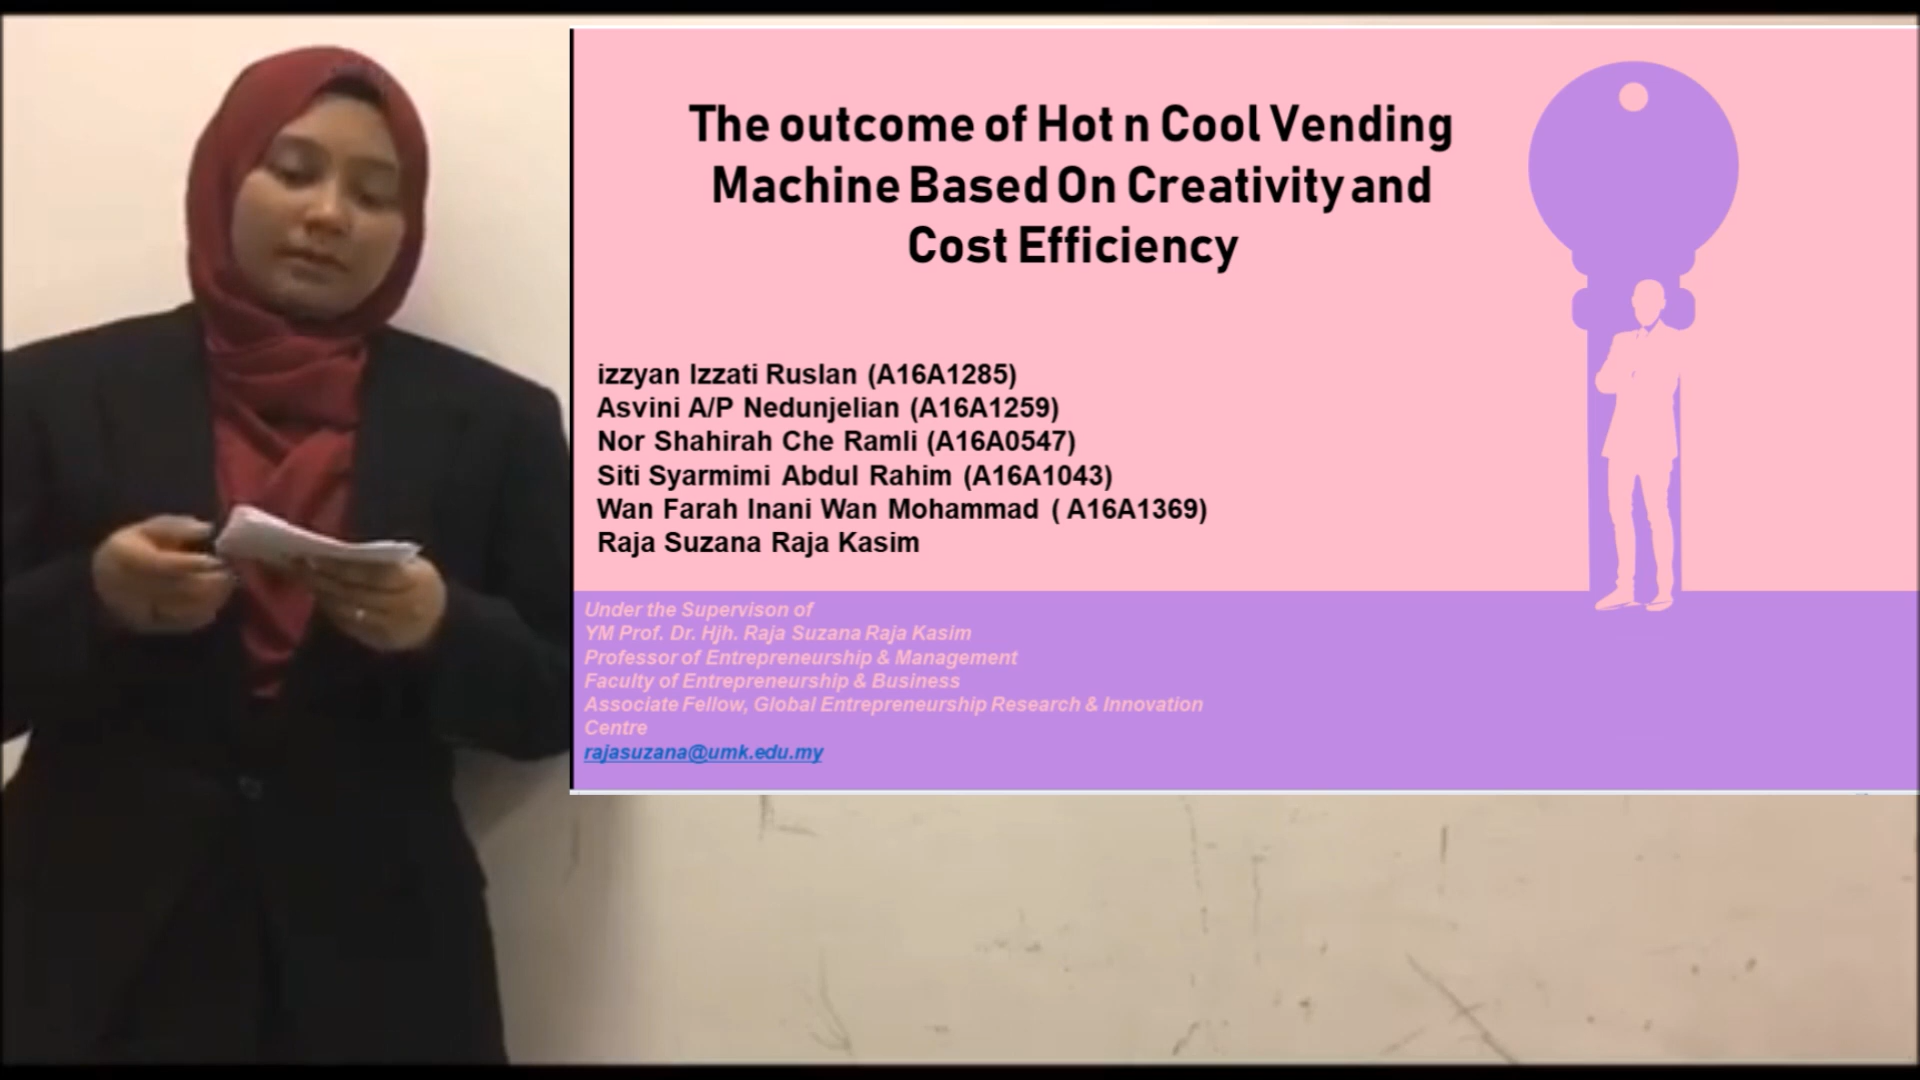 The outcome of Hot n Cool Vending
Machine Based On Creativity and
Cost Efficiency
izzyan Izzati Ruslan (A16A1285)
Asvini A/P Nedunjelian (A16A1259)
Nor Shahirah Che Ramli (A16A0547)
Siti Syarmimi Abdul Rahim (A16A1043)
Wan Farah Inani Wan Mohammad ( A16A1369)
Raja Suzana Raja Kasim
Under the Supervison of
YM Prof. Dr. Hjh. Raja Suzana Raja Kasim
Professor of Entrepreneurship & Management
Faculty of Entrepreneurship & Business
Associate Fellow, Global Entrepreneurship Research & Innovation
Centre
rajasuzana@umk.edu.my